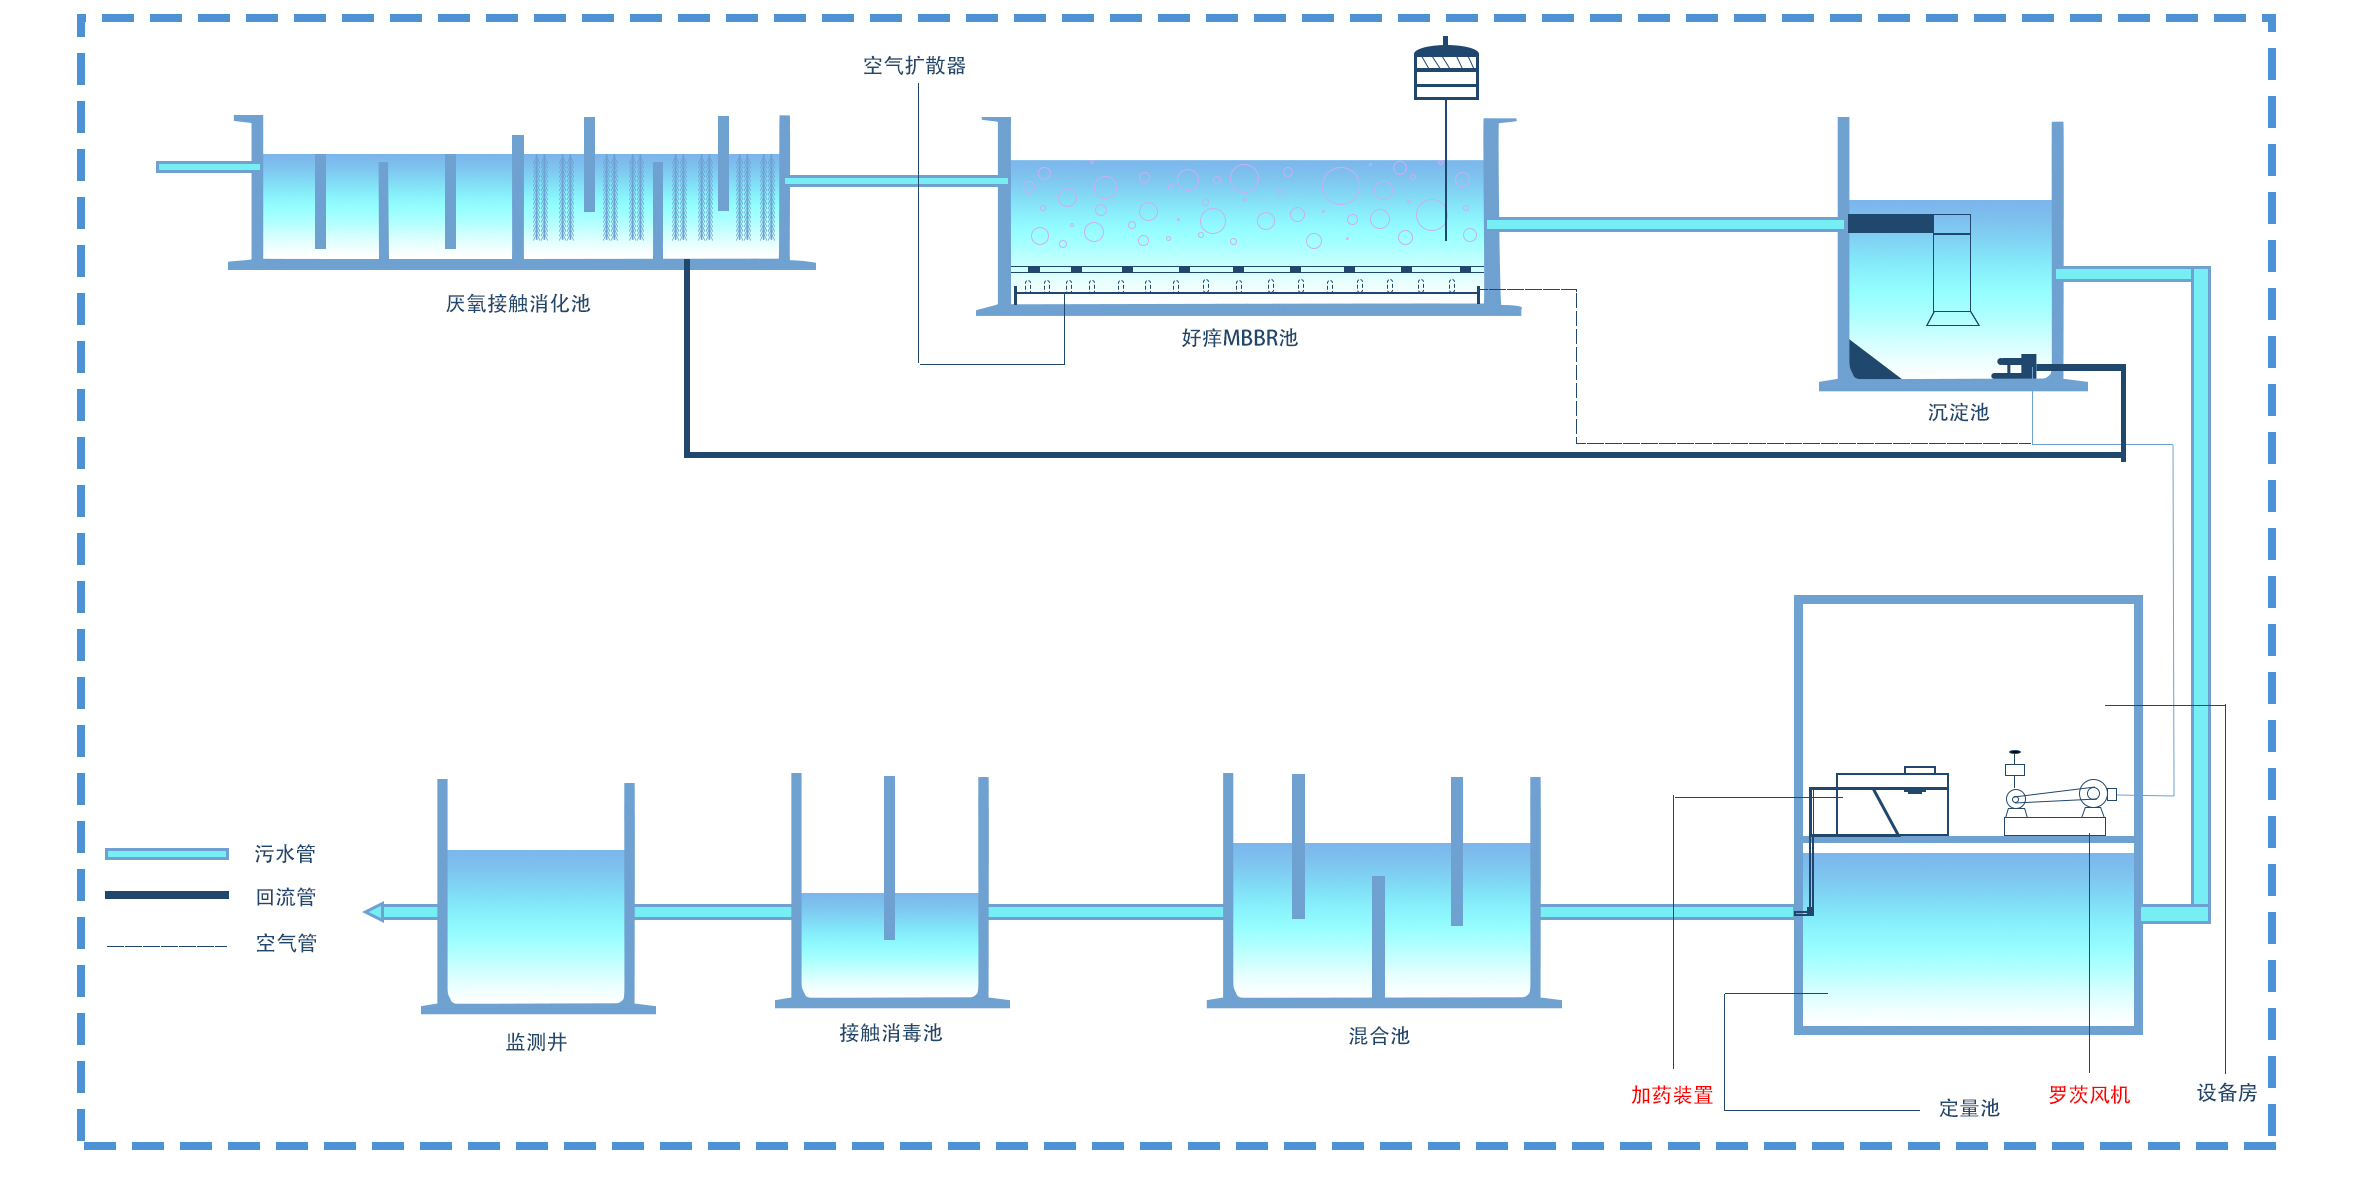 空气扩散器
厌氧接触消化池
好痒MBBR池
沉淀池
污水管
回流管
空气管
监测井
接触消毒池
混合池
加药装置
定量池
罗茨风机
设备房